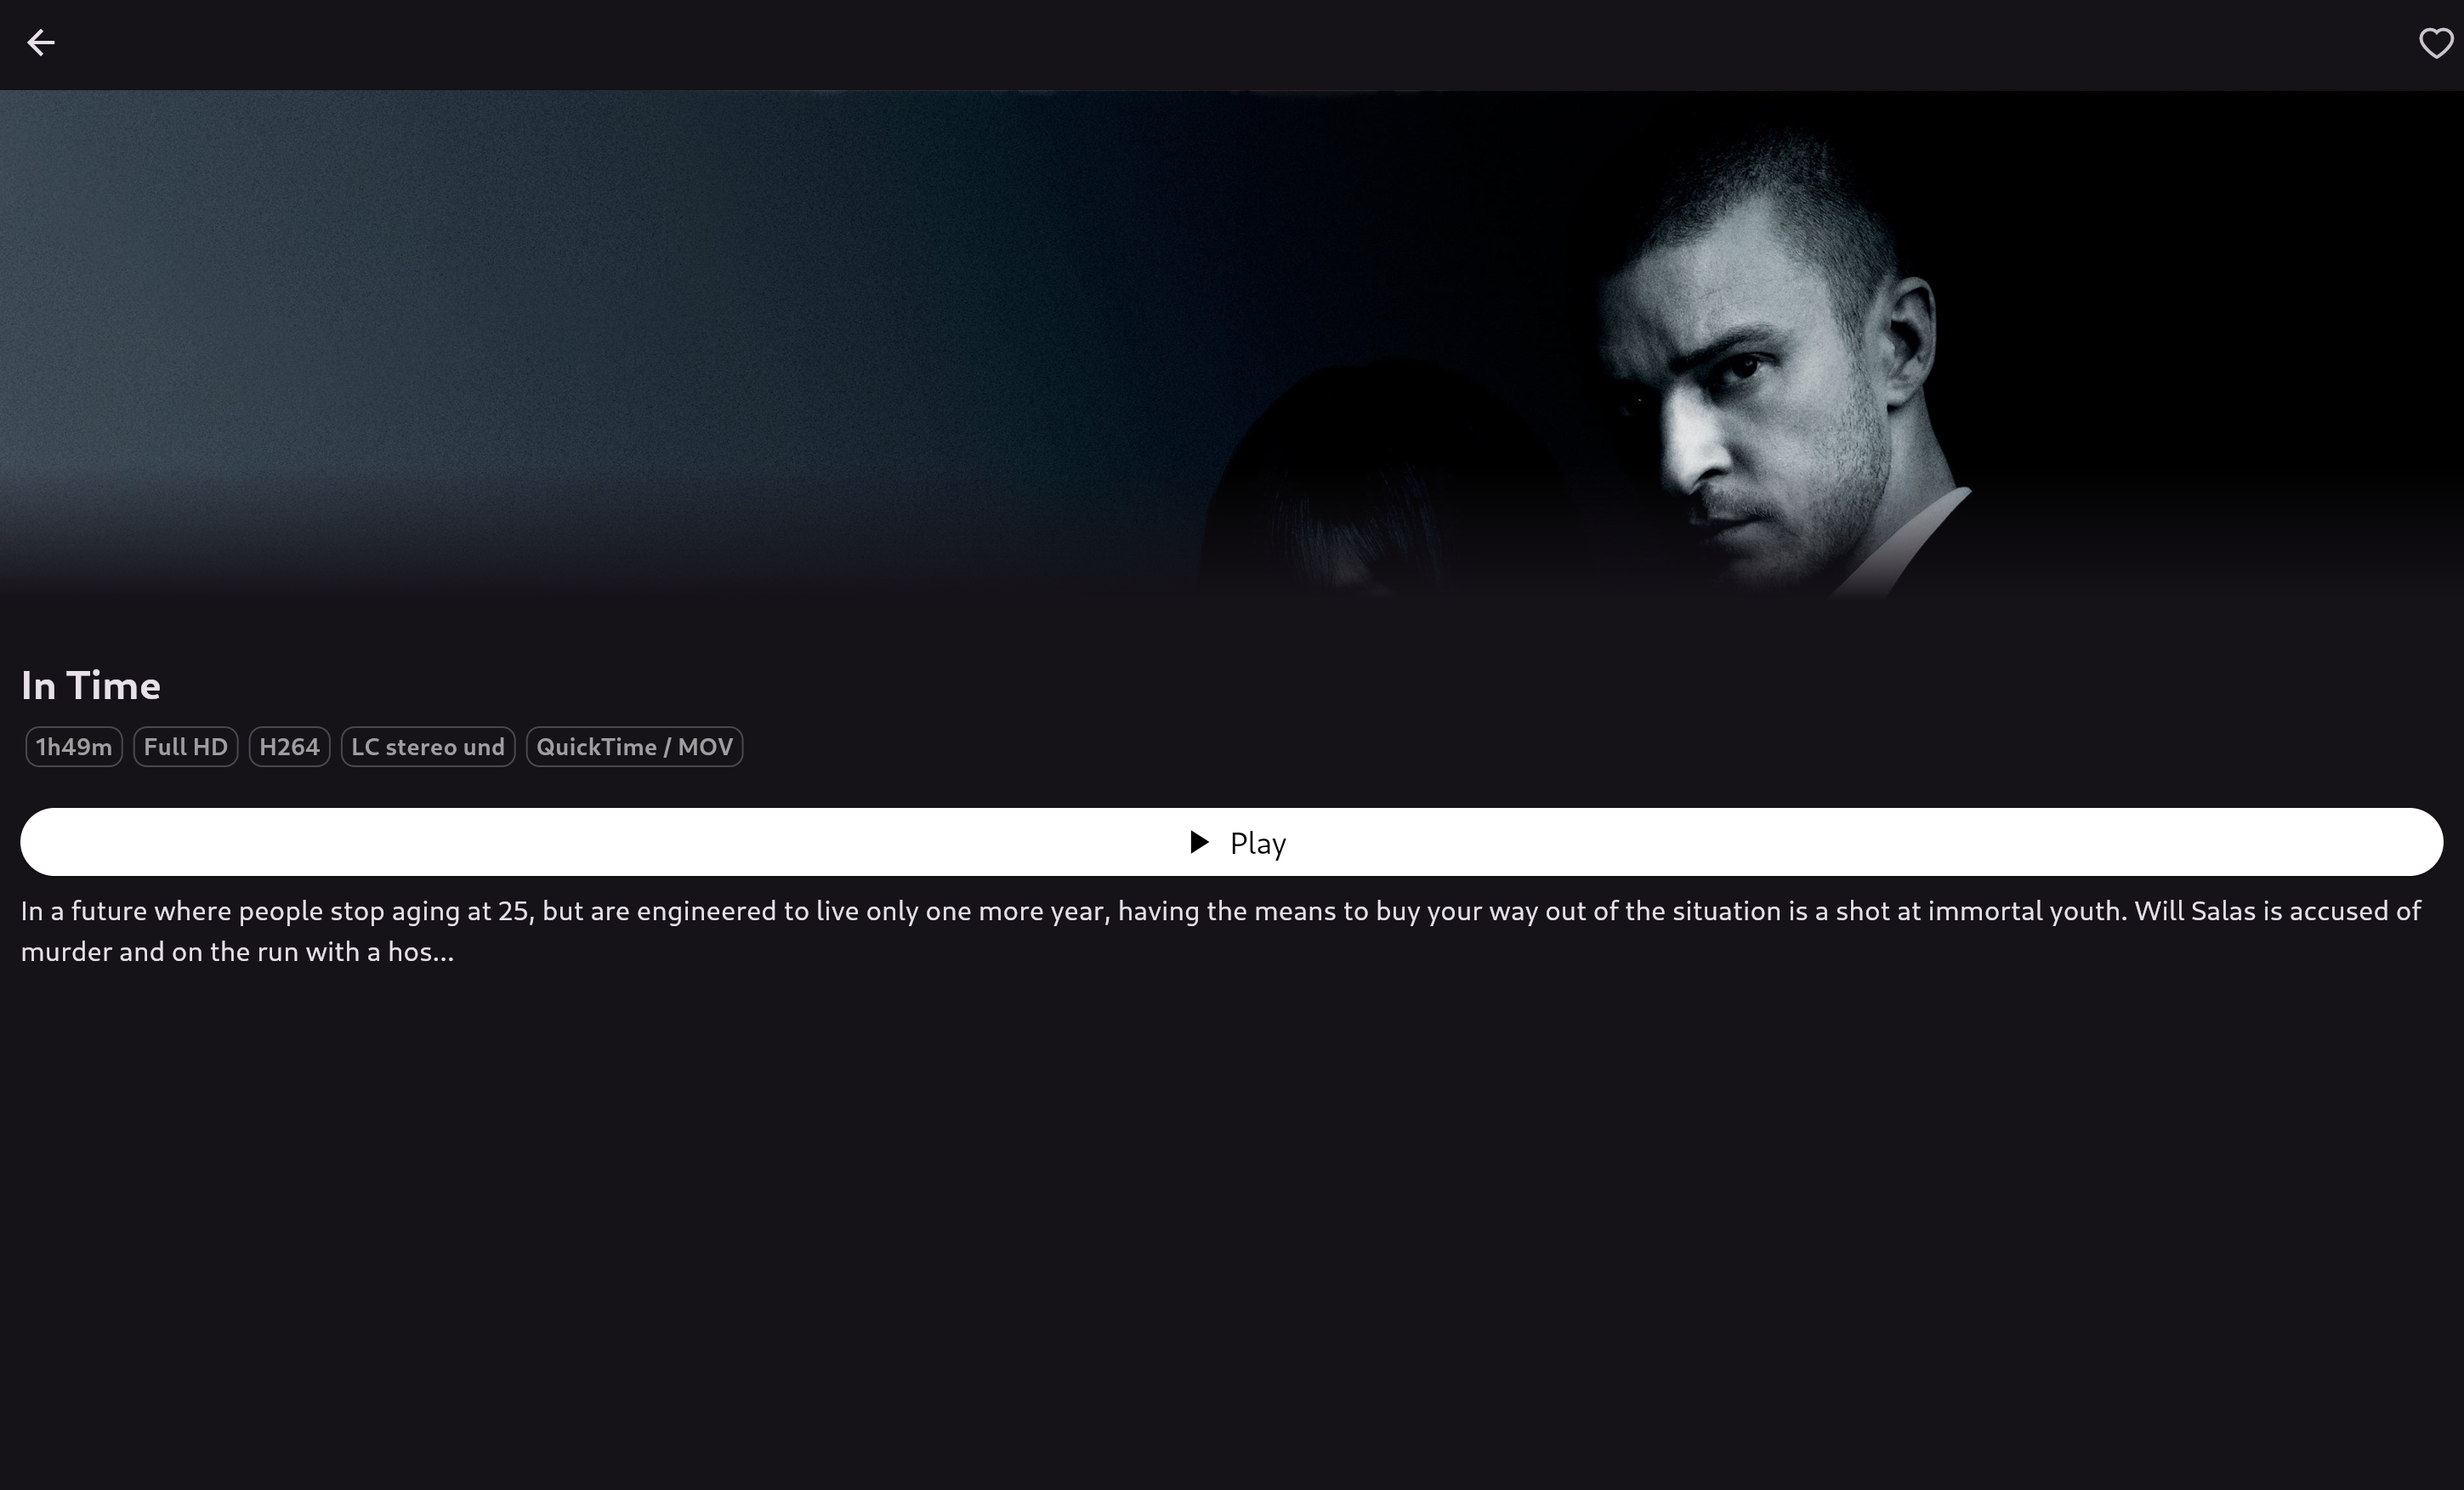 In Time
1h49m Full HD H264 LC stereo und QuickTime / MOV
Play
In a future where people stop aging at 25, but are engineered to live only one more year, having the means to buy your way out of the situation is a shot at immortal youth. Will Salas is accused of
murder and on the run with a hos...